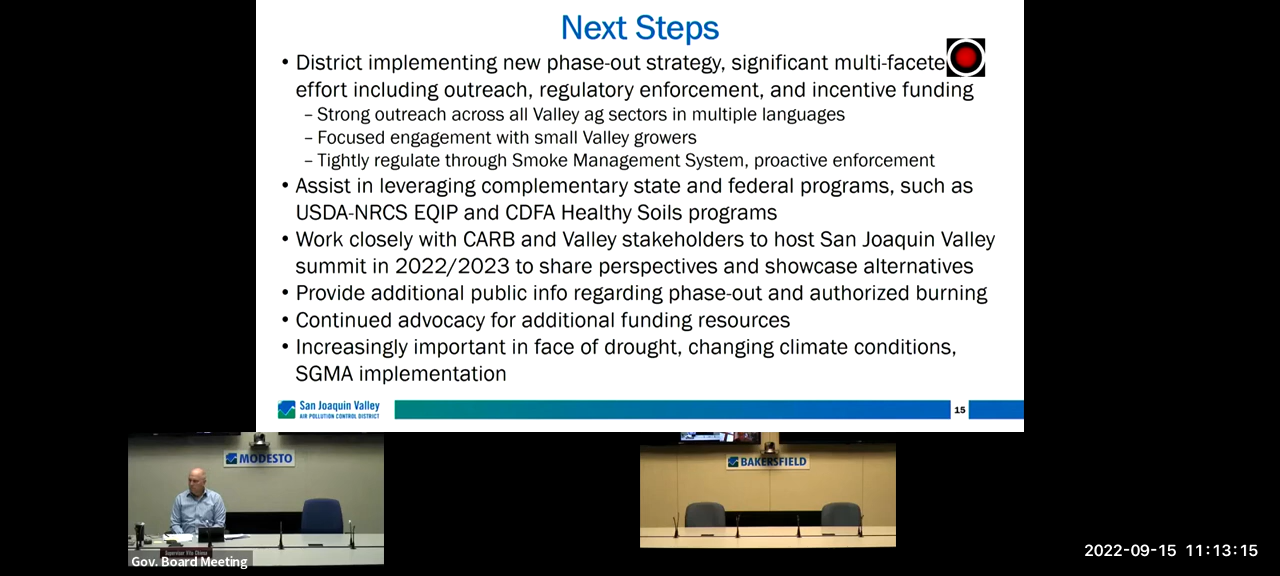 Next Steps
• District implementing new phase-out strategy, significant multi-facete
effort including outreach, regulatory enforcement, and incentive funding
– Strong outreach across all Valley ag sectors in multiple languages
– Focused engagement with small Valley growers
– Tightly regulate through Smoke Management System, proactive enforcement
• Assist in leveraging complementary state and federal programs, such as
USDA-NRCS EQIP and CDFA Healthy Soils programs
• Work closely with CARB and Valley stakeholders to host San Joaquin Valley
summit in 2022/2023 to share perspectives and showcase alternatives
• Provide additional public info regarding phase-out and authorized burning
• Continued advocacy for additional funding resources
• Increasingly important in face of drought, changing climate conditions,
SGMA implementation
San Joaquin Valley
AIR POLLUTION CONTROL DISTRICT
15
MODESTO
BAKERSFIELD
Supervisor Vito Chiesa
Gov. Board Meeting
2022-09-15 11:13:15